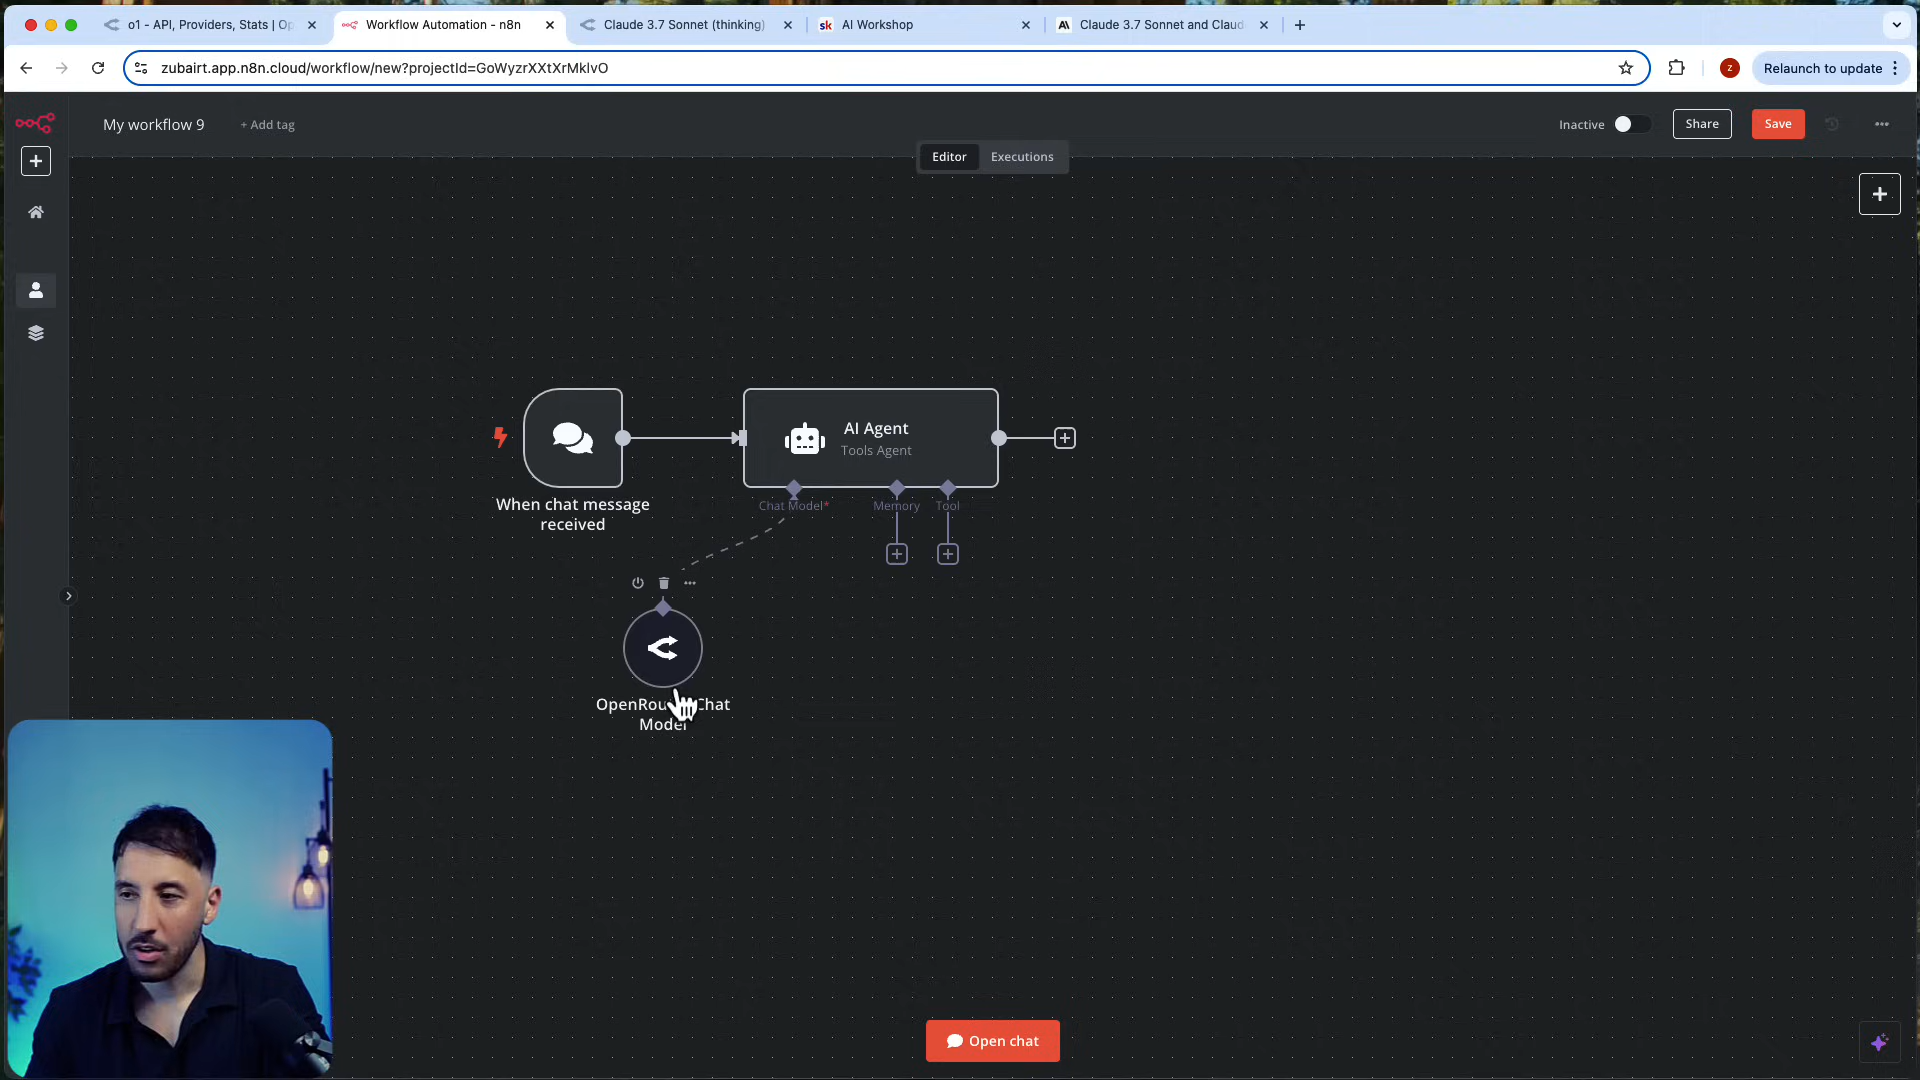 o1 - API, Providers, Stats | Op
Workflow Automation - n8n
Claude 3.7 Sonnet (thinking)
sk
AI Workshop
Claude 3.7 Sonnet and Claud
zubairt.app.n8n.cloud/workflow/new?projectId=GoWyzrXXtXrMklvO
z
Relaunch to update
My workflow 9
+ Add tag
Inactive
Share
Save
Editor
Executions
AI Agent
Tools Agent
When chat message
received
Chat Model*
Memory
Tool
Chat
Model
Open chat